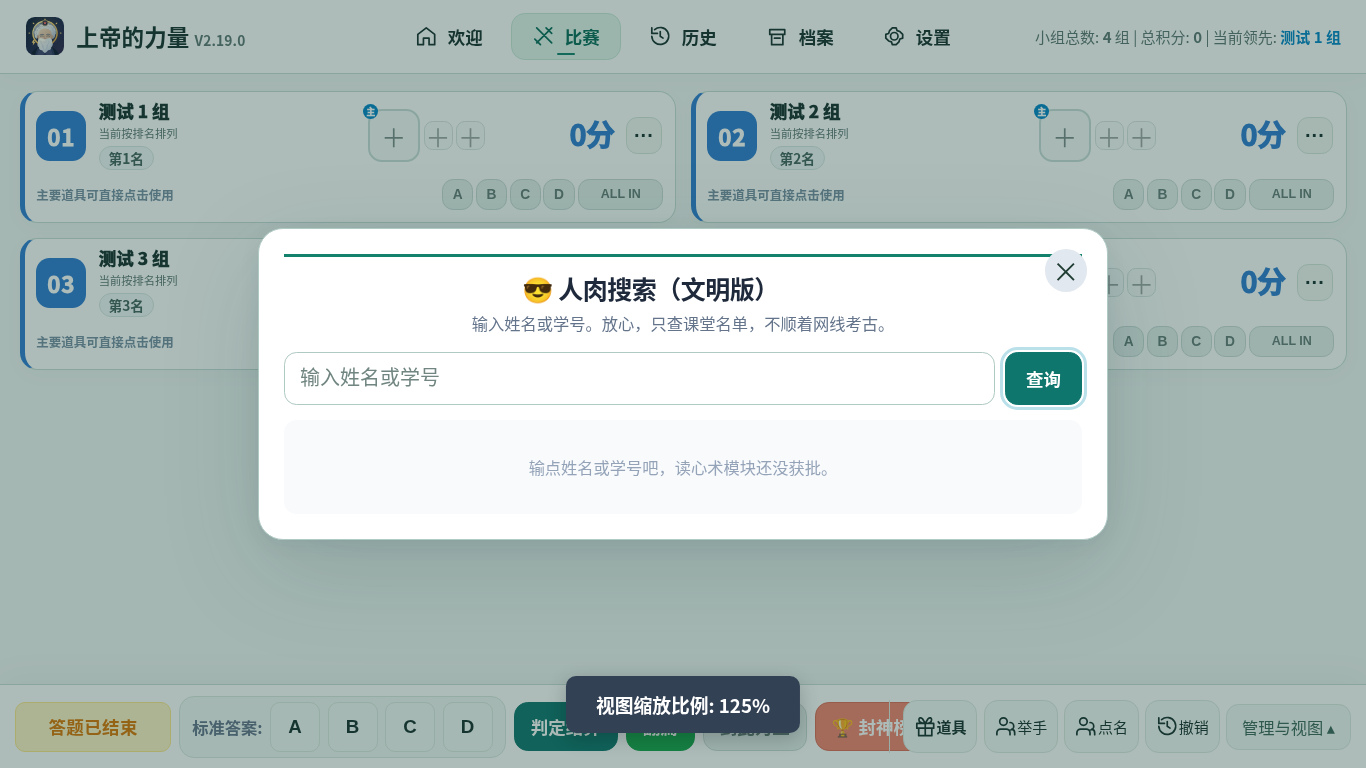 上帝的力量 V2.19.0
欢迎
比赛
历史
档案
设置
小组总数: 4 组 | 总积分: 0 | 当前领先: 测试 1 组
01
测试 1 组
当前按排名排列
第1名
主
0分
...
主要道具可直接点击使用
A
B
C
D
ALL IN
02
测试 2 组
当前按排名排列
第2名
主
0分
...
主要道具可直接点击使用
A
B
C
D
ALL IN
03
测试 3 组
当前按排名排列
第3名
主要道具可直接点击使用
0分
...
A
B
C
D
ALL IN
😎 人肉搜索（文明版）
输入姓名或学号。放心，只查课堂名单，不顺着网线考古。
输入姓名或学号
查询
输点姓名或学号吧，读心术模块还没获批。
视图缩放比例: 125%
答题已结束
标准答案:
A
B
C
D
判定
🏆 封神榜
道具
举手
点名
撤销
管理与视图 ▴